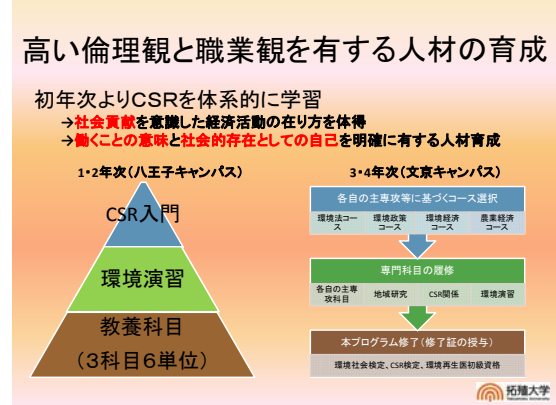 高い倫理観と職業観を有する人材の育成
初年次よりCSRを体系的に学習
→社会貢献を意識した経済活動の在り方を体得
→働くことの意味と社会的存在としての自己を明確に有する人材育成
1・2年次(八王子キャンパス)
CSR入門
環境演習
教養科目
(3科目6単位)
3・4年次(文京キャンパス)
各自の主専攻等に基づくコース選択
環境法コー
ス
環境政策
コース
環境経済
コース
農業経済
コース
専門科目の履修
各自の主専
攻科目
地域研究
CSR関係
環境演習
本プログラム修了(修了証の授与)
環境社会検定、CSR検定、環境再生医初級資格
拓殖大学